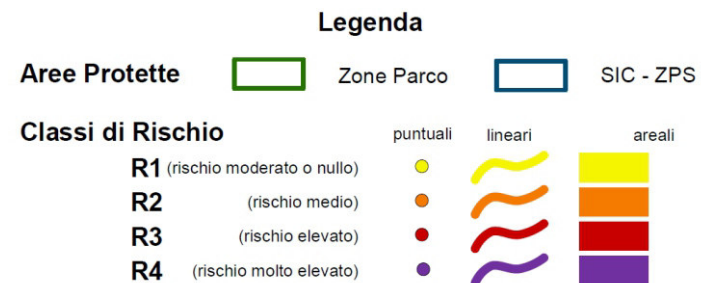 Legenda
Aree Protette Zone Parco SIC - ZPS
Classi di Rischio puntuali lineari areali
R1 (rischio moderato o nullo)
R2 (rischio medio)
R3 (rischio elevato)
R4 (rischio molto elevato)